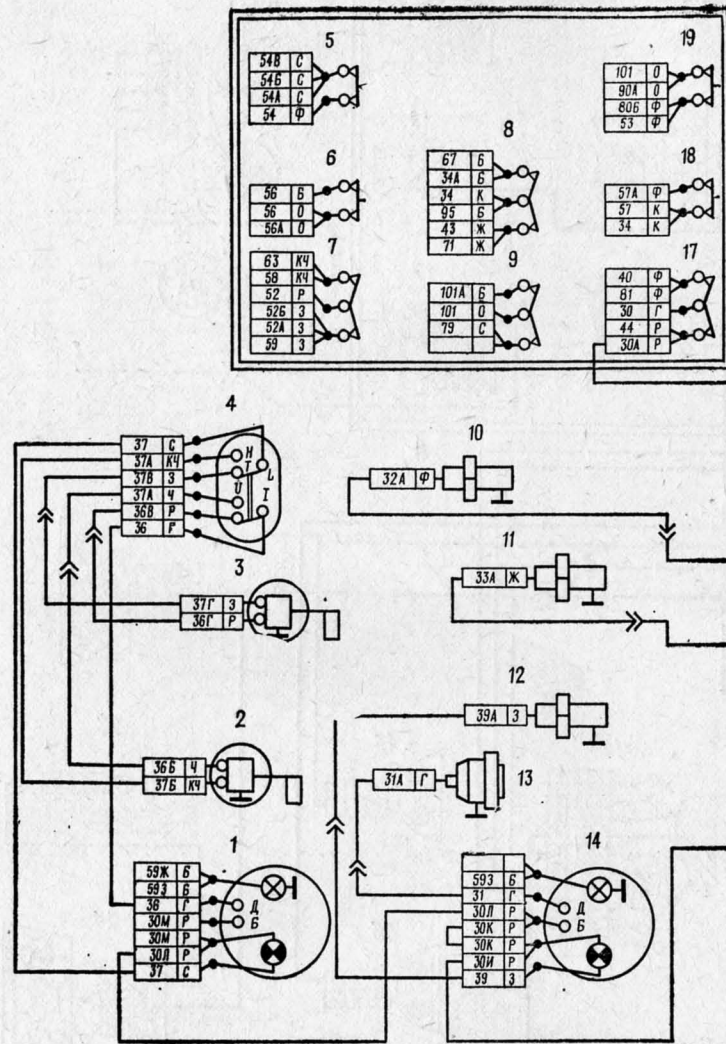 5
54В С
54Б С
54А С
54 Ф
19
101 О
90А О
80Б Ф
53 Ф
6
56 Б
56 О
56А О
8
67 Б
34А Б
34 К
95 Б
43 Ж
71 Ж
18
57А Ф
57 К
34 К
7
63 КЧ
58 КЧ
52 Р
52Б З
52А З
59 З
9
101А Б
101 О
79 С
17
40 Ф
81 Ф
30 Г
44 Р
30А Р
4
37 С
37А КЧ
37В З
37А Ч
36В Р
36 Г
Н
Т
U
L
I
10
32А Ф
11
33А Ж
3
37Г З
36Г Р
12
39А З
2
36Б Ч
37Б КЧ
13
31А Г
1
59Ж Б
59З Б
36 Г
30М Р
30М Р
30Л Р
37 С
Д
Б
14
59З Б
31 Г
30Л Р
30К Р
30К Р
30И Р
39 З
Д
Б